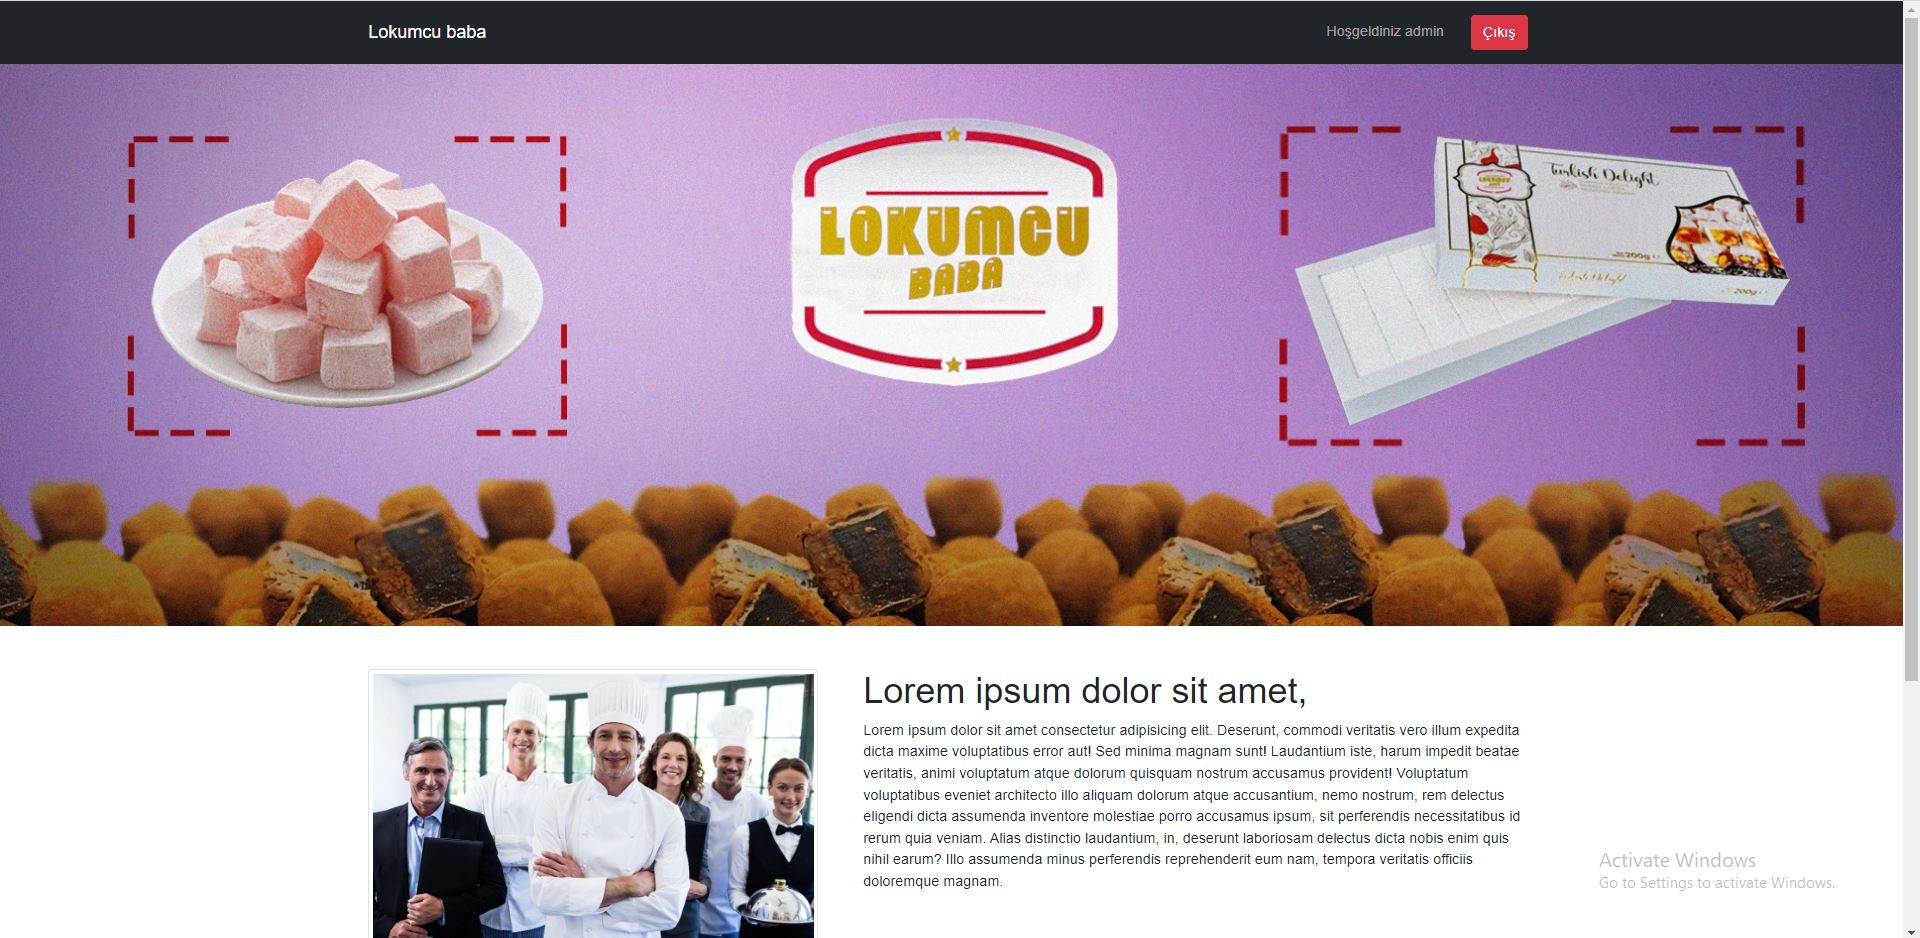 Lokumcu baba
Hoşgeldiniz admin
Çıkış
LOKUMCU
BABA
Turkish Delight
200g
200g
Lorem ipsum dolor sit amet,
Lorem ipsum dolor sit amet consectetur adipisicing elit. Deserunt, commodi veritatis vero illum expedita
dicta maxime voluptatibus error aut! Sed minima magnam sunt! Laudantium iste, harum impedit beatae
veritatis, animi voluptatum atque dolorum quisquam nostrum accusamus provident! Voluptatum
voluptatibus eveniet architecto illo aliquam dolorum atque accusantium, nemo nostrum, rem delectus
eligendi dicta assumenda inventore molestiae porro accusamus ipsum, sit perferendis necessitatibus id
rerum quia veniam. Alias distinctio laudantium, in, deserunt laboriosam delectus dicta nobis enim quis
nihil earum? Illo assumenda minus perferendis reprehenderit eum nam, tempora veritatis officiis
doloremque magnam.
Activate Windows
Go to Settings to activate Windows.